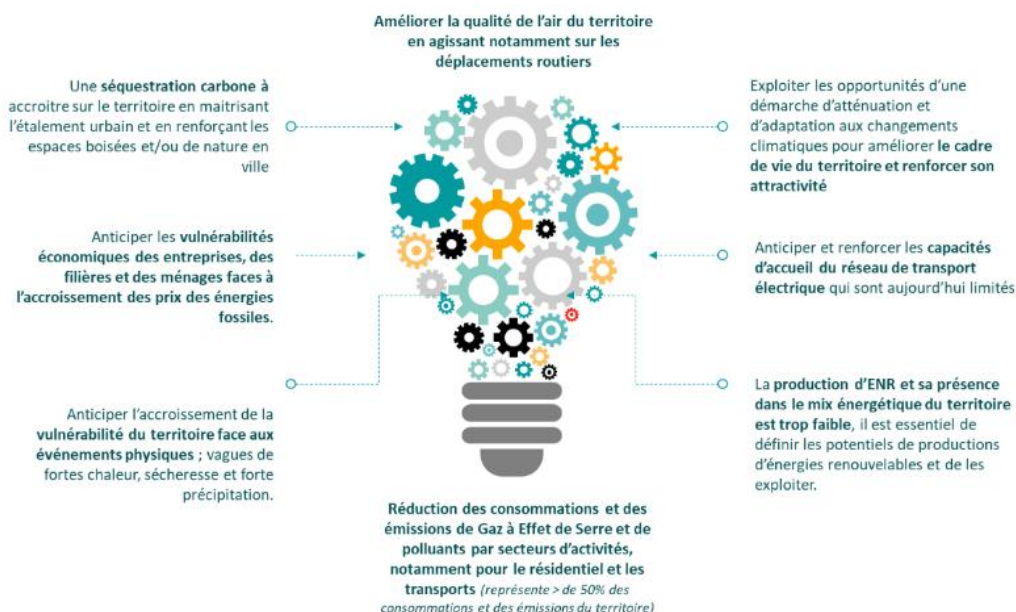 Améliorer la qualité de l'air du territoire
en agissant notamment sur les
déplacements routiers
Une séquestration carbone à
accroitre sur le territoire en maitrisant
l'étalement urbain et en renforçant les
espaces boisées et/ou de nature en
ville
Anticiper les vulnérabilités
économiques des entreprises, des
filières et des ménages faces à
l'accroissement des prix des énergies
fossiles.
Anticiper l'accroissement de la
vulnérabilité du territoire face aux
événements physiques ; vagues de
fortes chaleur, sécheresse et forte
précipitation.
Exploiter les opportunités d'une
démarche d'atténuation et
d'adaptation aux changements
climatiques pour améliorer le cadre
de vie du territoire et renforcer son
attractivité
Anticiper et renforcer les capacités
d'accueil du réseau de transport
électrique qui sont aujourd'hui limités
La production d'ENR et sa présence
dans le mix énergétique du territoire
est trop faible, il est essentiel de
définir les potentiels de productions
d'énergies renouvelables et de les
exploiter.
Réduction des consommations et des
émissions de Gaz à Effet de Serre et de
polluants par secteurs d'activités,
notamment pour le résidentiel et les
transports (représente > de 50% des
consommations et des émissions du territoire)